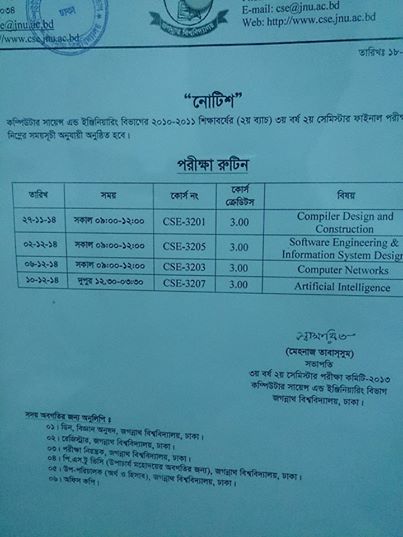 E-mail: cse@jnu.ac.bd
e@jnu.ac.bd
Web: http://www.cse.jnu.ac.bd
://www.cse.jnu.ac.bd
ঢাকা
জগন্নাথ বিশ্ববিদ্যালয়
তারিখঃ ১৮-
“নোটিশ”
কম্পিউটার সায়েন্স এন্ড ইঞ্জিনিয়ারিং বিভাগের ২০১০-২০১১ শিক্ষাবর্ষের (২য় ব্যাচ) ৩য় বর্ষ ২য় সেমিস্টার ফাইনাল পরীক্ষা
নিম্নের সময়সূচী অনুযায়ী অনুষ্ঠিত হবে।
পরীক্ষা রুটিন
তারিখ সময় কোর্স নং কোর্স ক্রেডিটস বিষয়
২৭-১১-১৪ সকাল ০৯:০০-১২:০০ CSE-3201 3.00 Compiler Design and Construction
০২-১২-১৪ সকাল ০৯:০০-১২:০০ CSE-3205 3.00 Software Engineering & Information System Design
০৬-১২-১৪ সকাল ০৯:০০-১২:০০ CSE-3203 3.00 Computer Networks
১০-১২-১৪ দুপুর ১২.৩০-০৩:৩০ CSE-3207 3.00 Artificial Intelligence
(মেহনাজ তাবাসসুম)
সভাপতি
৩য় বর্ষ ২য় সেমিস্টার পরীক্ষা কমিটি-২০১৩
কম্পিউটার সায়েন্স এন্ড ইঞ্জিনিয়ারিং বিভাগ
জগন্নাথ বিশ্ববিদ্যালয়, ঢাকা।
সদয় অবগতির জন্য অনুলিপি ঃ
০১। ডিন, বিজ্ঞান অনুষদ, জগন্নাথ বিশ্ববিদ্যালয়, ঢাকা।
০২। রেজিস্ট্রার, জগন্নাথ বিশ্ববিদ্যালয়, ঢাকা।
০৩। পরীক্ষা নিয়ন্ত্রক, জগন্নাথ বিশ্ববিদ্যালয়, ঢাকা।
০৪। পি.এস.টু ভিসি (উপাচার্য মহোদয়ের অবগতির জন্য), জগন্নাথ বিশ্ববিদ্যালয়, ঢাকা।
০৫। উপ-পরিচালক (অর্থ ও হিসাব), জগন্নাথ বিশ্ববিদ্যালয়, ঢাকা।
০৬। অফিস কপি।